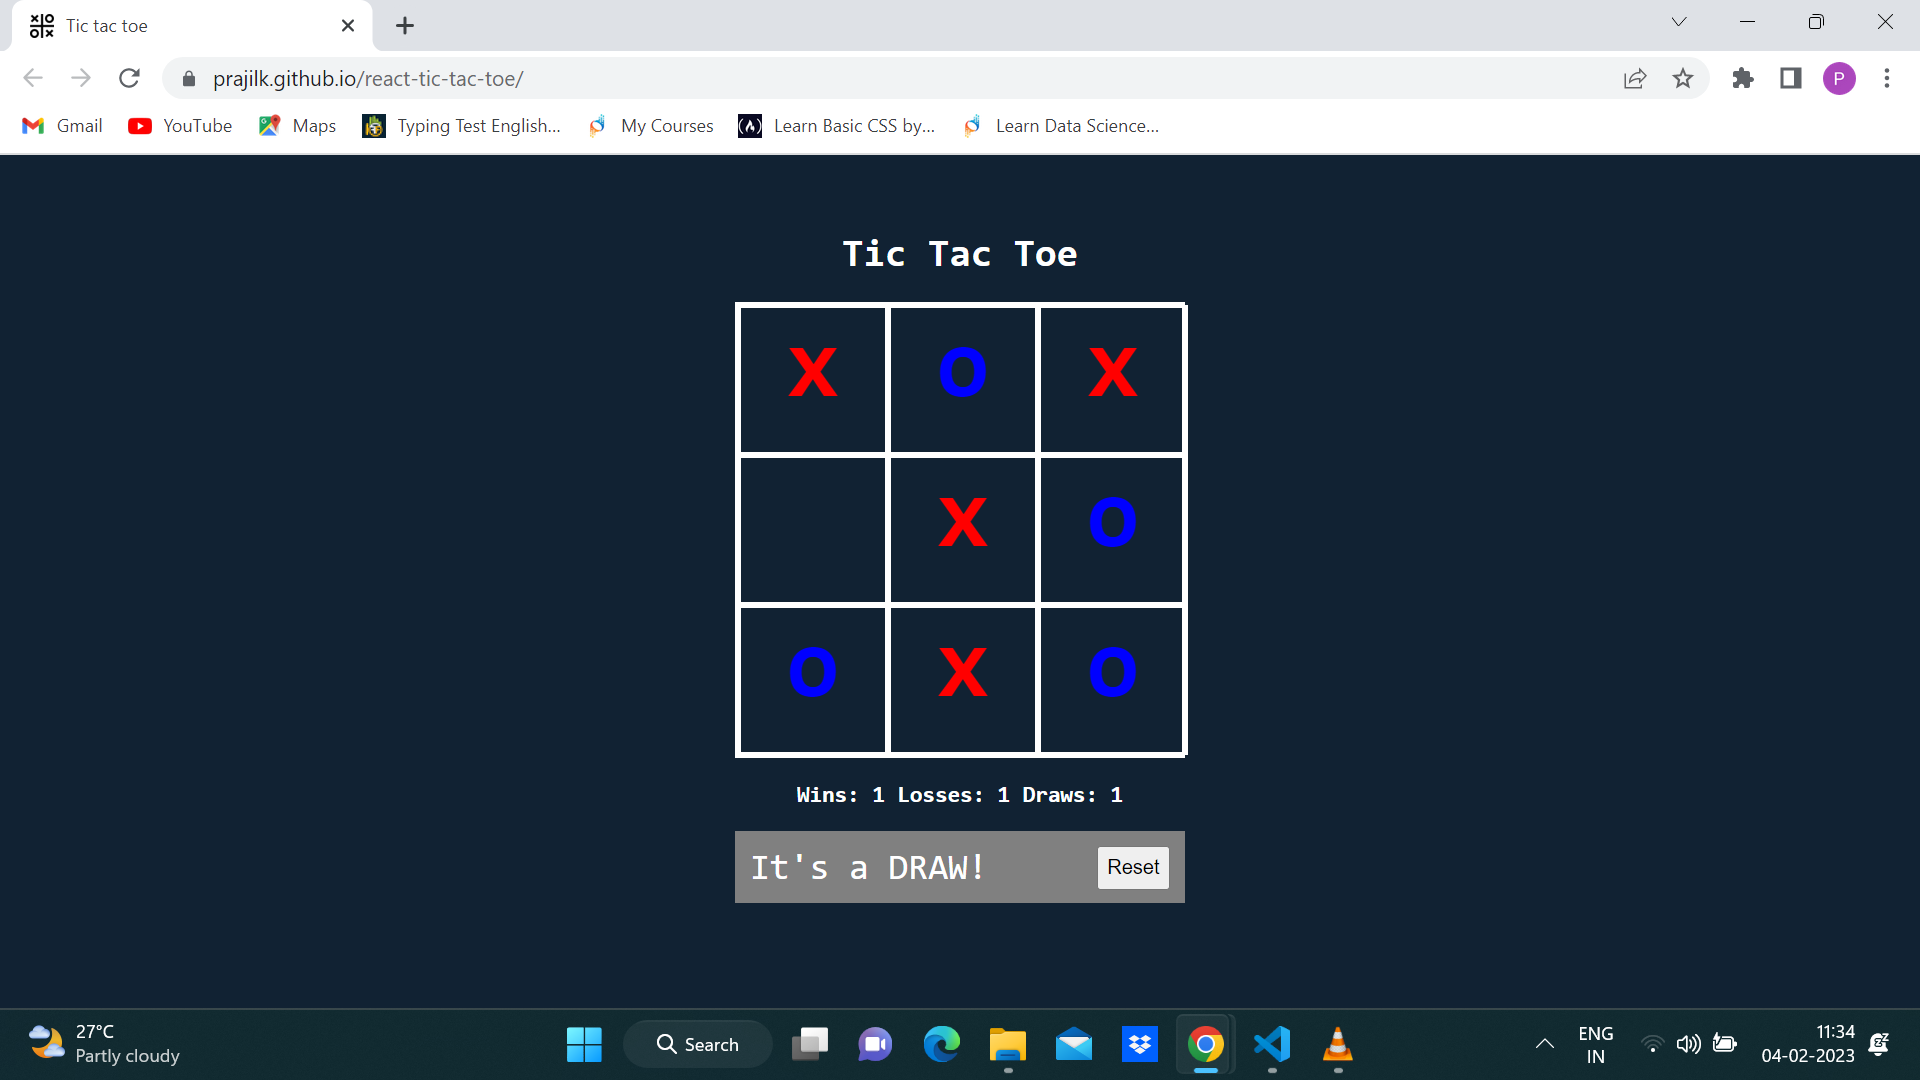 Tic tac toe
prajilk.github.io/react-tic-tac-toe/
P
Gmail YouTube Maps Typing Test English... My Courses Learn Basic CSS by... Learn Data Science...
Tic Tac Toe
X O X
X O
O X O
Wins: 1 Losses: 1 Draws: 1
It's a DRAW! Reset
27°C
Partly cloudy
Search
ENG
IN
11:34
04-02-2023